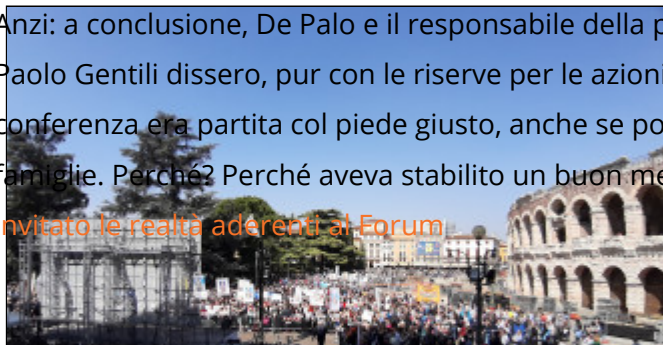 Anzi: a conclusione, De Palo e il responsabile della p
Paolo Gentili dissero, pur con le riserve per le azioni
conferenza era partita col piede giusto, anche se po
famiglie. Perché? Perché aveva stabilito un buon me
invitato le realtà aderenti al Forum